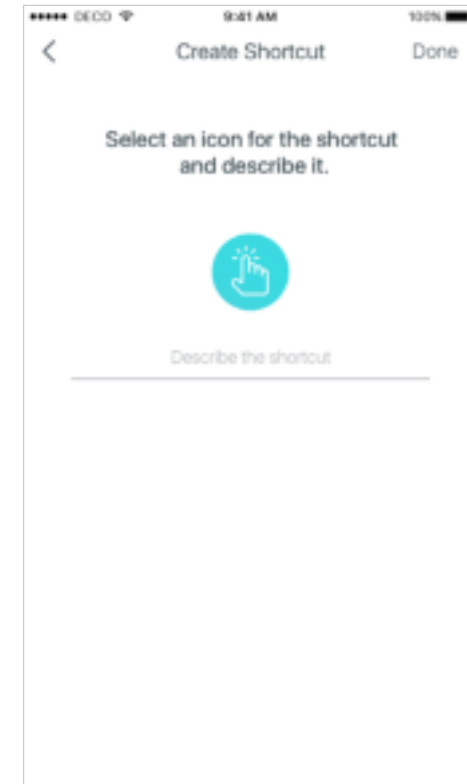 DECO 9:41 AM 100%
Create Shortcut Done
Select an icon for the shortcut
and describe it.
Describe the shortcut